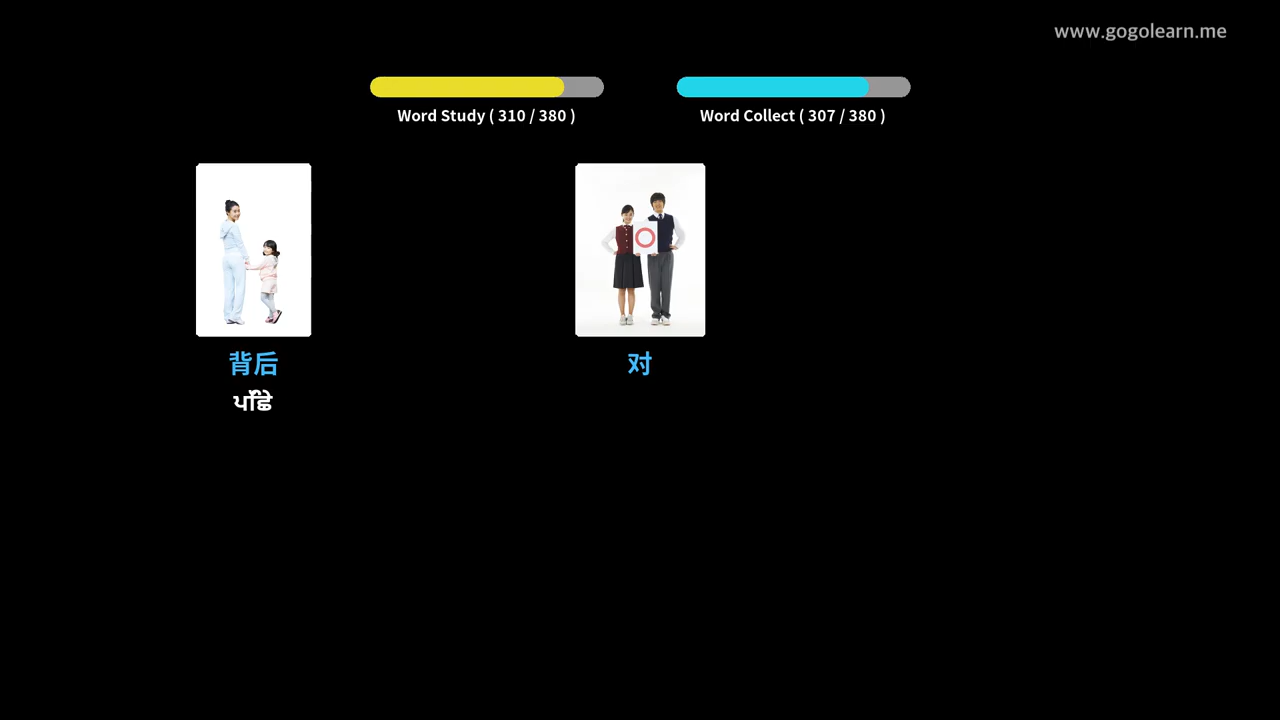 www.gogolearn.me
Word Study ( 310 / 380 )
Word Collect ( 307 / 380 )
背后
对
ਪਿੱਛੇ